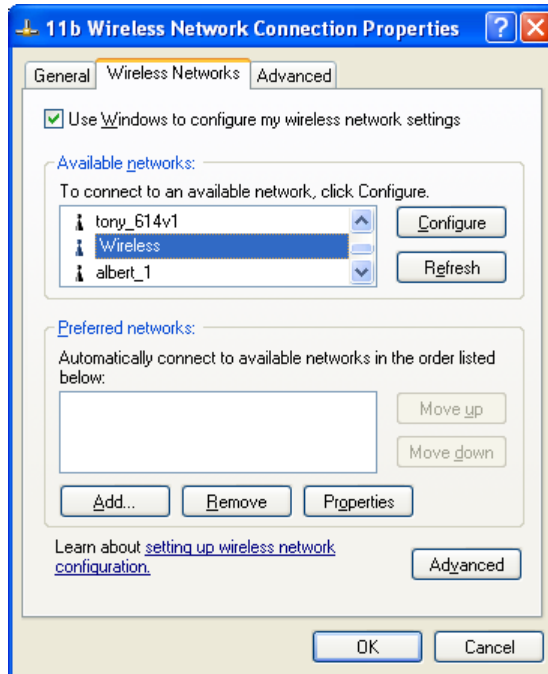 11b Wireless Network Connection Properties
General Wireless Networks Advanced
Use Windows to configure my wireless network settings
Available networks:
To connect to an available network, click Configure.
tony_614v1
Wireless
albert_1
Configure
Refresh
Preferred networks:
Automatically connect to available networks in the order listed
below:
Move up
Move down
Add... Remove Properties
Learn about setting up wireless network
configuration.
Advanced
OK Cancel